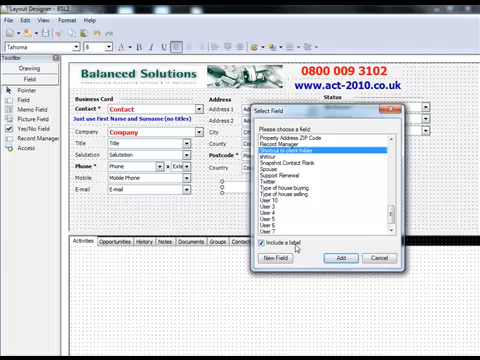 Layout Designer - BSL2
Edit View Format Help
Tahoma 8 B I U
ToolBox
Drawing
Field
Pointer
Field
Memo Field
Picture Field
Yes/No Field
Record Manager
Access
Balanced Solutions
0800 009 3102
www.act-2010.co.uk
Business Card
Contact * Contact
Just use First Name and Surname (no titles)
Company * Company
Title Title
Salutation Salutation
Phone * Phone Exte
Mobile Mobile Phone
E-mail E-mail
Address
Address 1
Address 2
City City
County
Postcode *
Country
Status
Select Field
Please choose a field.
Property Address ZIP Code
Record Manager
Shortcut to client folder
Snapshot Contact Rank
Spouse
Support Renewal
Twitter
Type of house buying
Type of house selling
User 10
User 3
User 4
User 5
User 6
User 7
Include a label
New Field Add Cancel
Activities Opportunities History Notes Documents Groups Contact